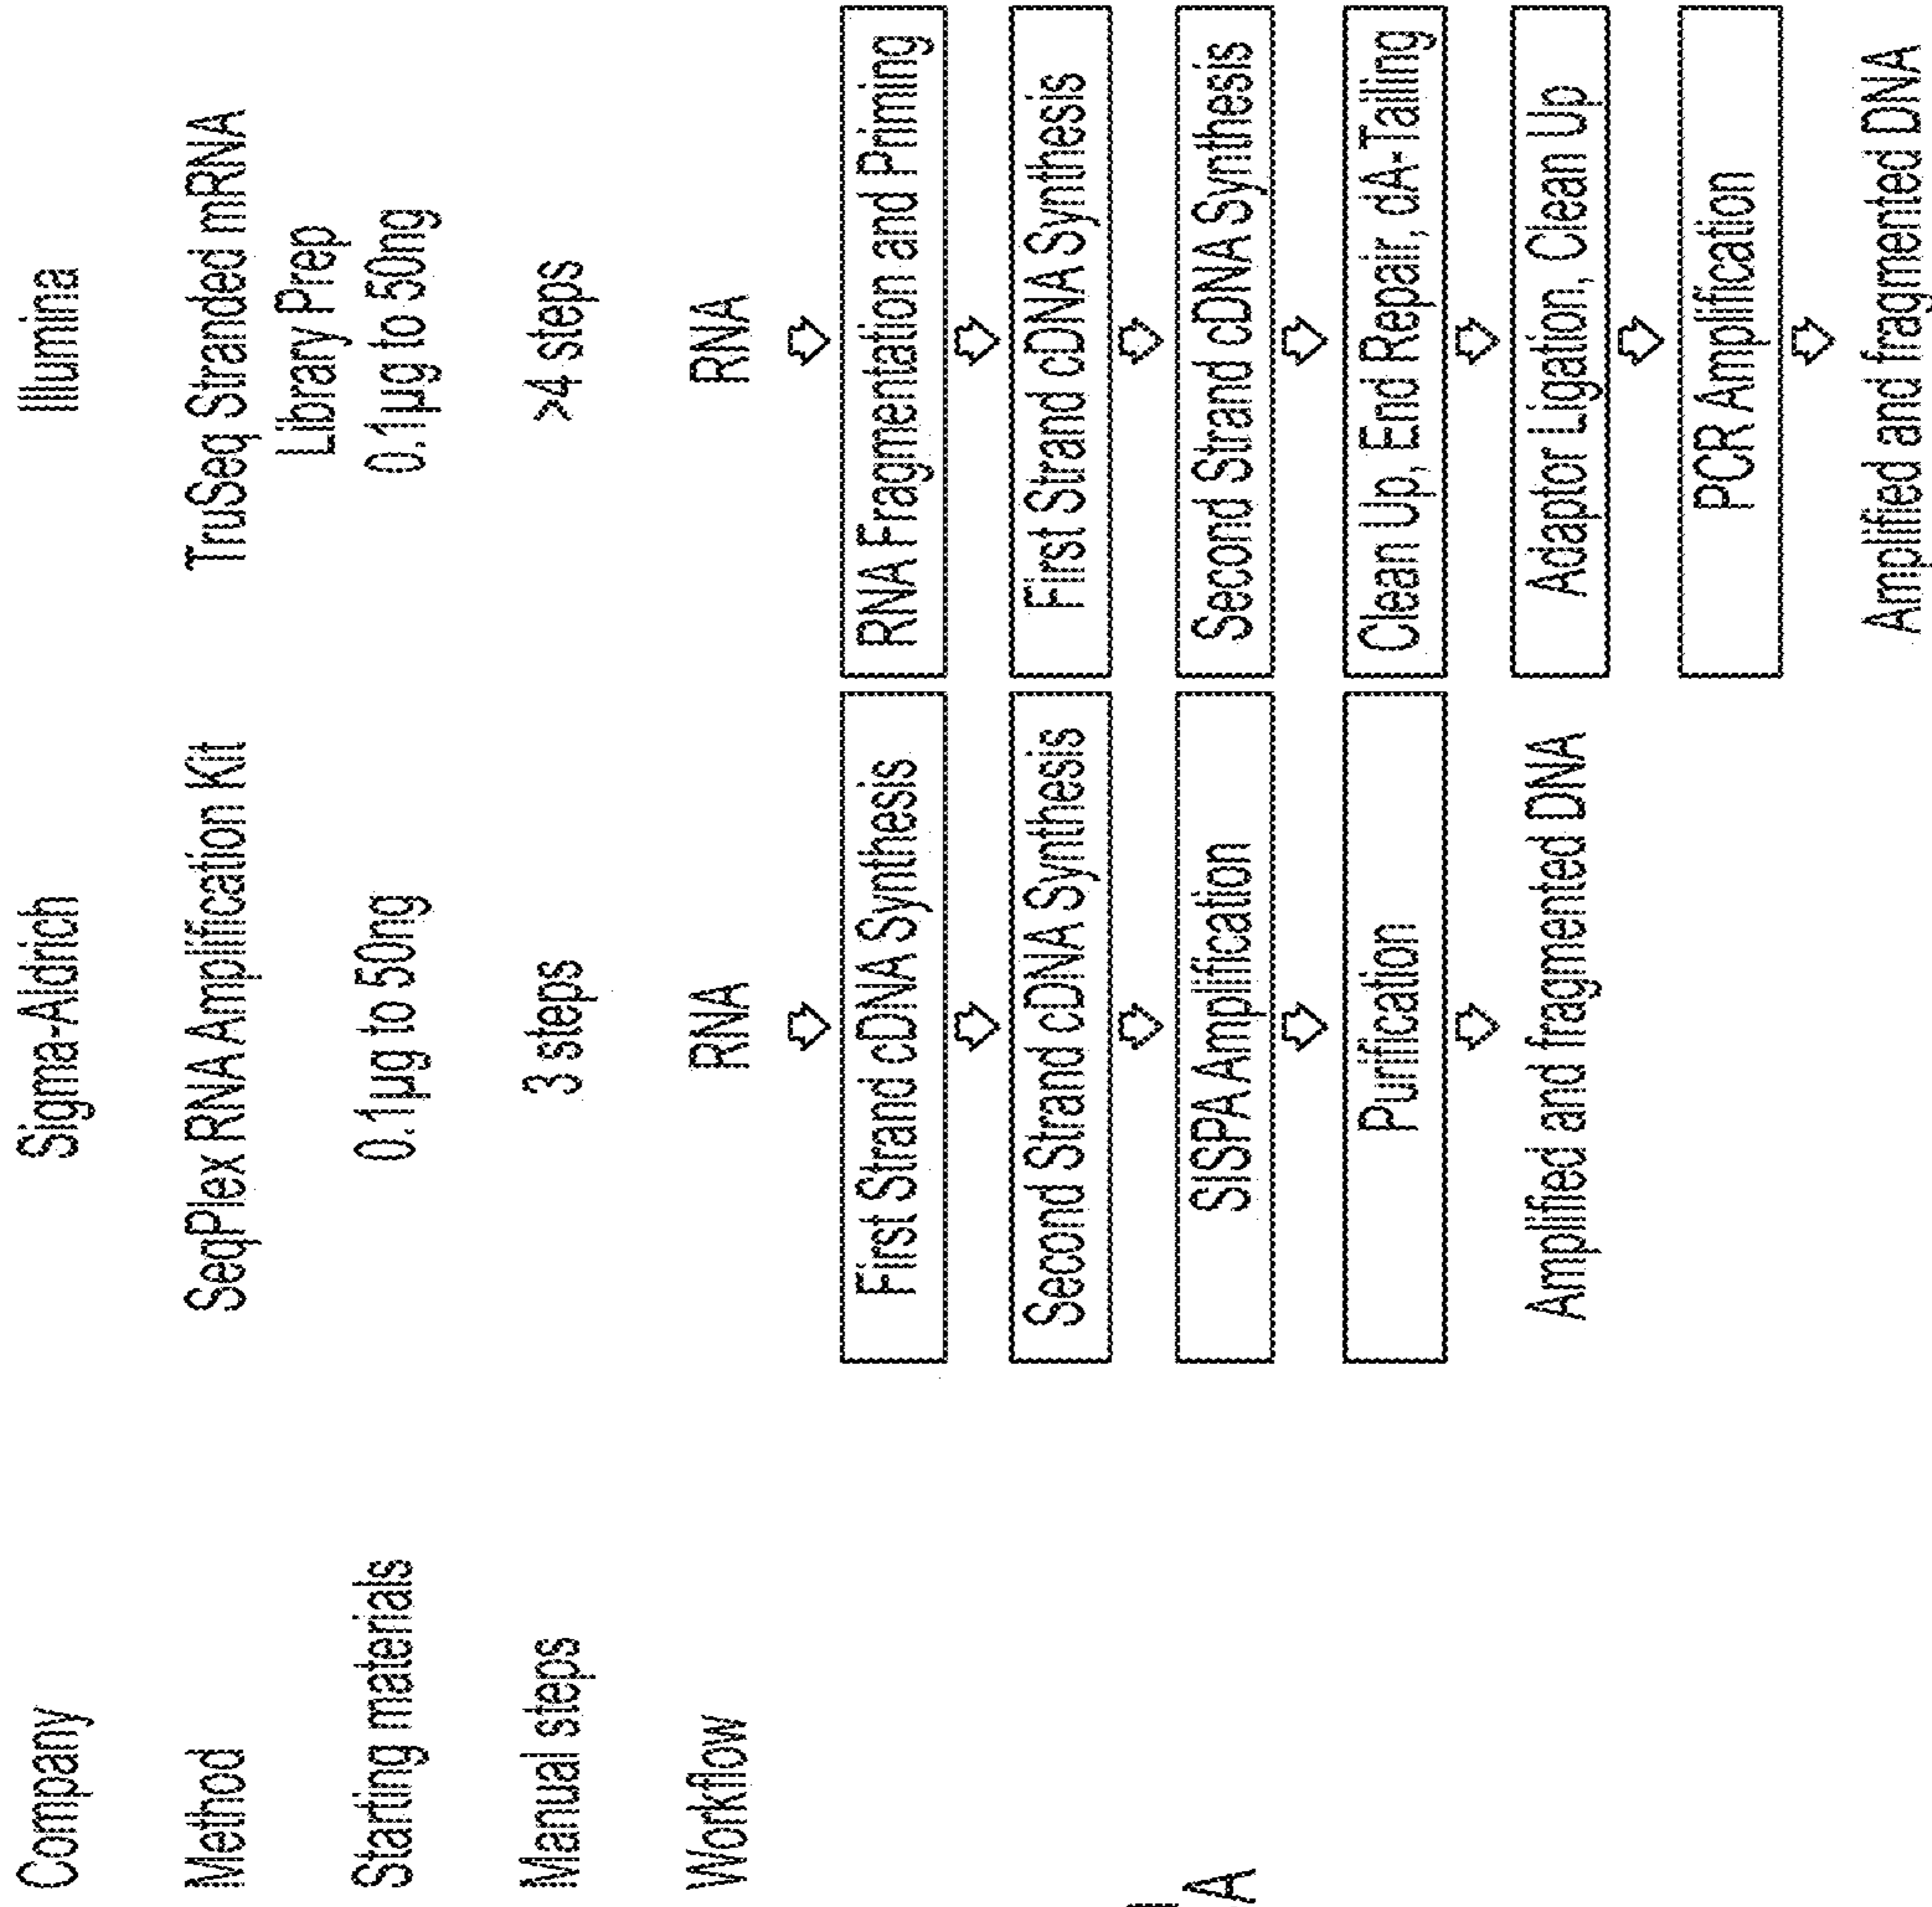 Company
Sigma-Aldrich
Illumina
Method
SeqPlex RNA Amplification Kit
TruSeq Stranded mRNA
Library Prep
Starting materials
0.1µg to 50ng
0.1µg to 50ng
Manual steps
3 steps
>4 steps
Workflow
RNA
First Strand cDNA Synthesis
Second Strand cDNA Synthesis
SISPA Amplification
Purification
Amplified and fragmented DNA
RNA
RNA Fragmentation and Priming
First Strand cDNA Synthesis
Second Strand cDNA Synthesis
Clean Up, End Repair, dA-Tailing
Adaptor Ligation, Clean Up
PCR Amplification
Amplified and fragmented DNA